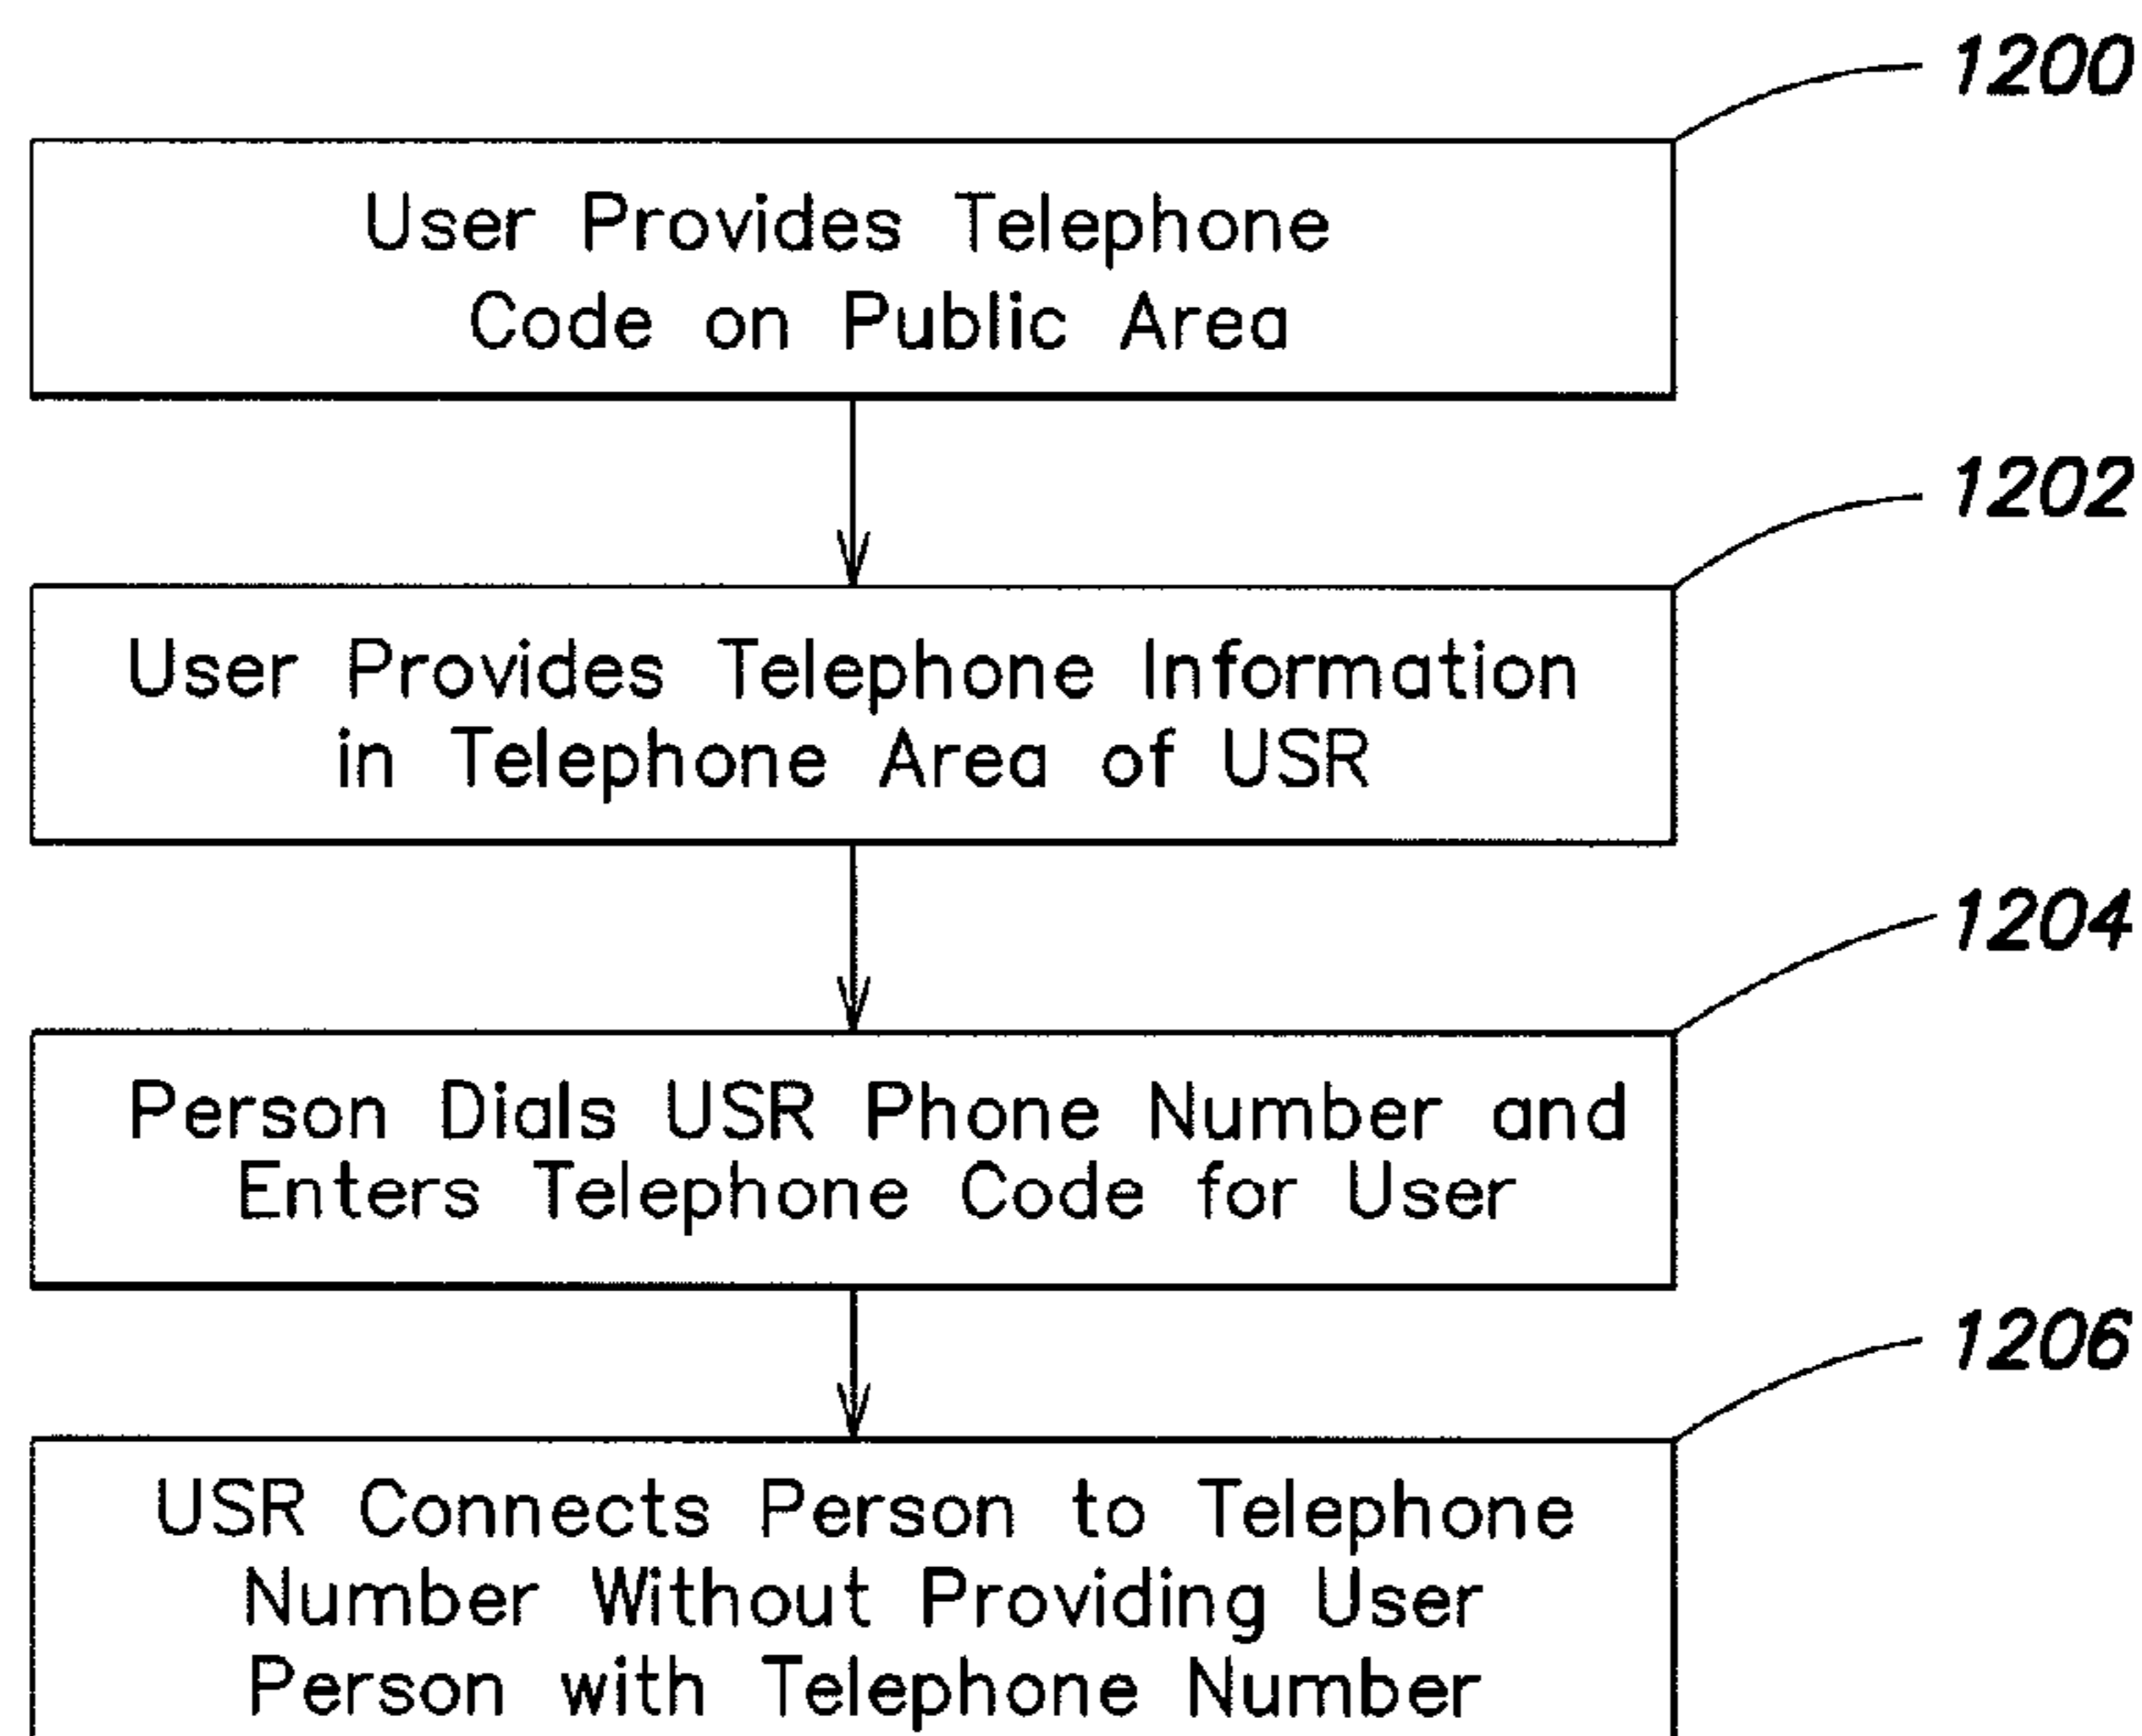 1200
User Provides Telephone
Code on Public Area
1202
User Provides Telephone Information
in Telephone Area of USR
1204
Person Dials USR Phone Number and
Enters Telephone Code for User
1206
USR Connects Person to Telephone
Number Without Providing User
Person with Telephone Number